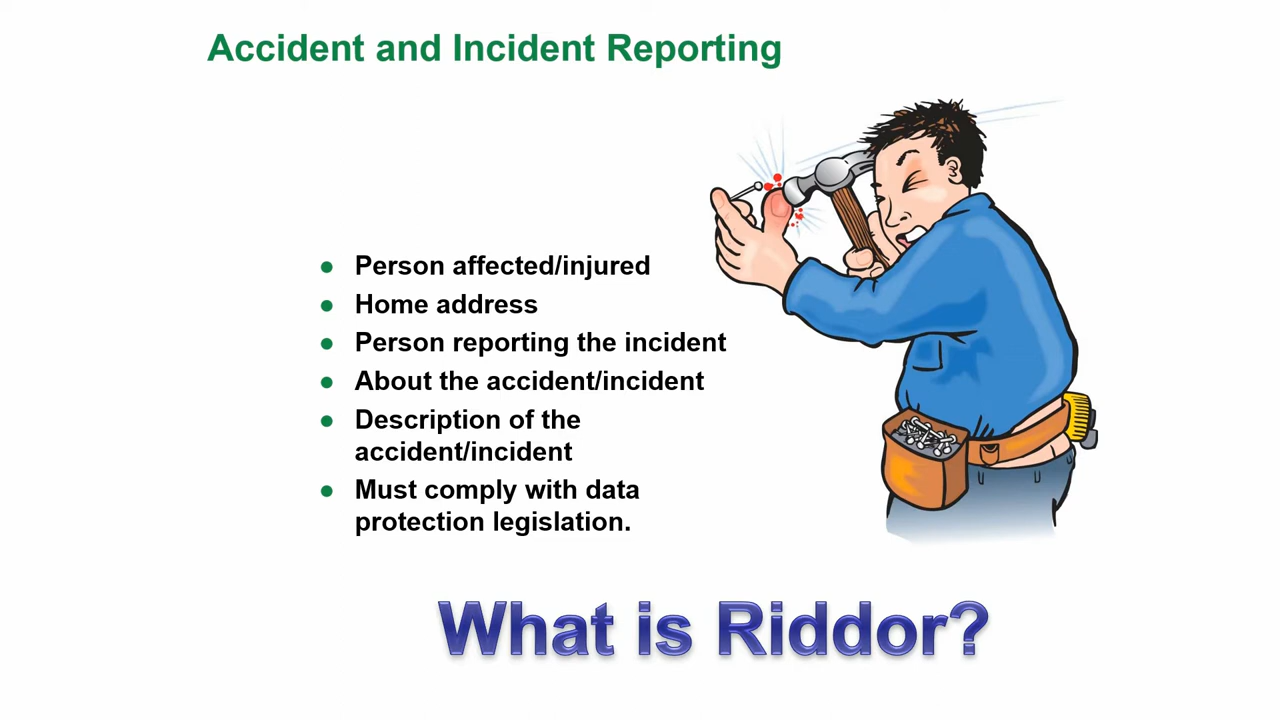 Accident and Incident Reporting
● Person affected/injured
● Home address
● Person reporting the incident
● About the accident/incident
● Description of the
accident/incident
● Must comply with data
protection legislation.
What is Riddor?